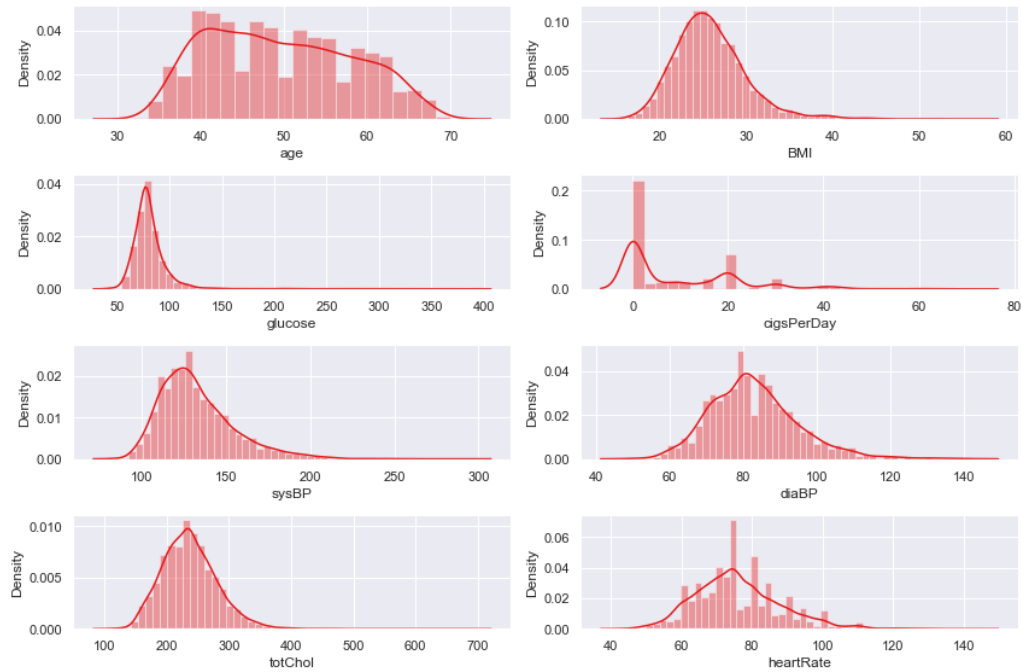 Density
0.04
0.02
0.00
30 40 50 60 70
age
Density
0.10
0.05
0.00
20 30 40 50 60
BMI
Density
0.04
0.02
0.00
50 100 150 200 250 300 350 400
glucose
Density
0.2
0.1
0.0
0 20 40 60 80
cigsPerDay
Density
0.02
0.01
0.00
100 150 200 250 300
sysBP
Density
0.04
0.02
0.00
40 60 80 100 120 140
diaBP
Density
0.010
0.005
0.000
100 200 300 400 500 600 700
totChol
Density
0.06
0.04
0.02
0.00
40 60 80 100 120 140
heartRate